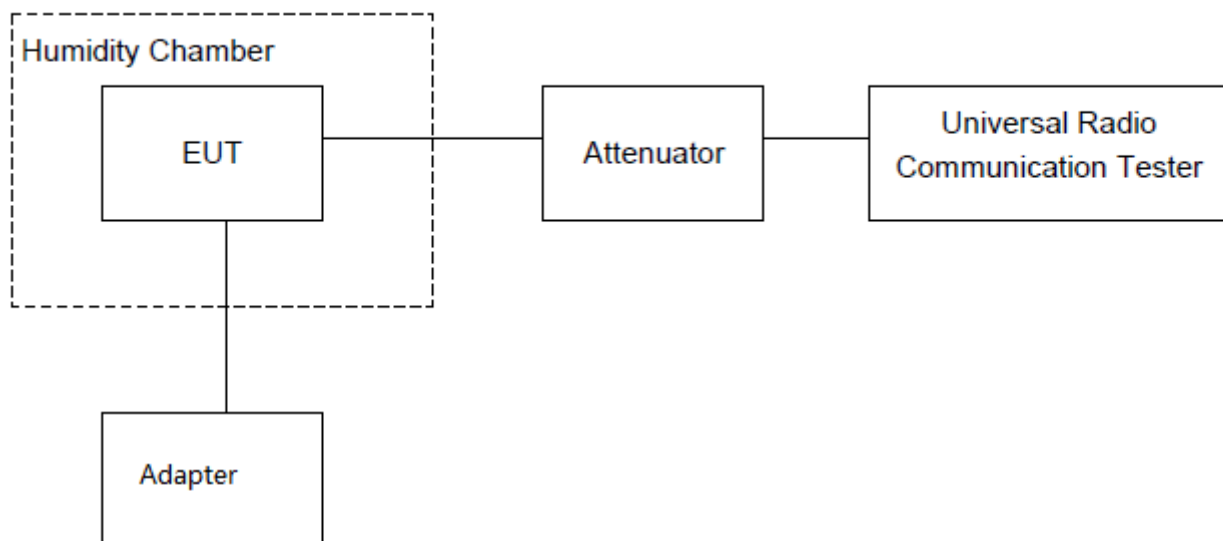 Humidity Chamber
EUT
Attenuator
Universal Radio
Communication Tester
Adapter